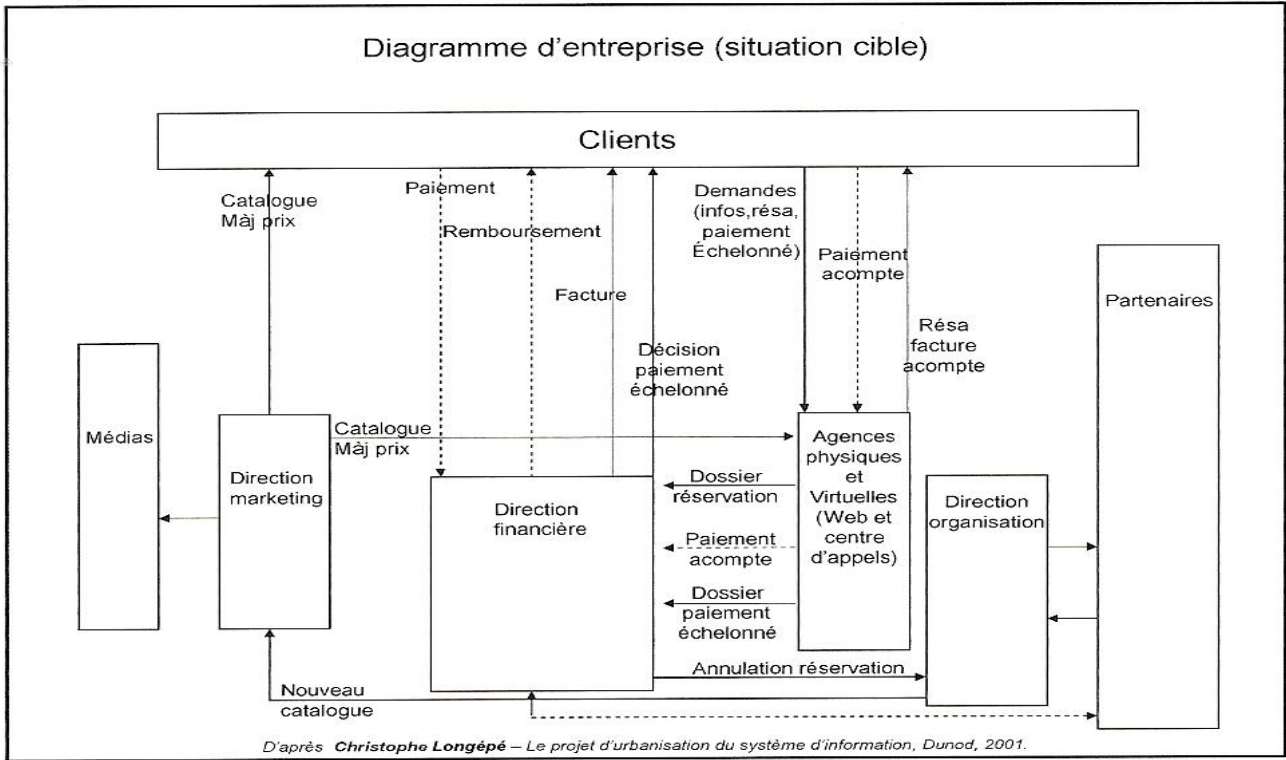 Diagramme d'entreprise (situation cible)
Clients
Catalogue
Màj prix
Paiement
Remboursement
Facture
Décision
paiement
échelonné
Demandes
(infos,résa,
paiement
Échelonné)
Paiement
acompte
Résa
facture
acompte
Partenaires
Médias
Direction
marketing
Catalogue
Màj prix
Direction
financière
Dossier
réservation
Paiement
acompte
Dossier
paiement
échelonné
Agences
physiques
et
Virtuelles
(Web et
centre
d'appels)
Direction
organisation
Annulation réservation
Nouveau
catalogue
D'après Christophe Longépé – Le projet d'urbanisation du système d'information, Dunod, 2001.